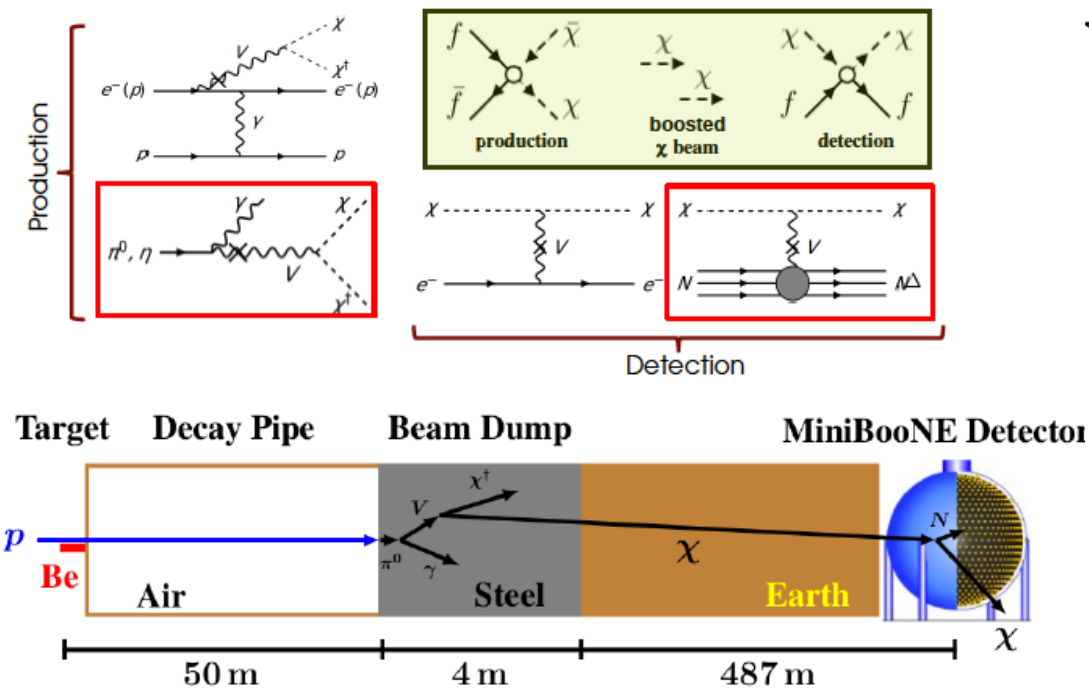 Production
V
χ
χ†
e⁻(p)
e⁻(p)
γ
p
p
π⁰, η
γ
V
χ
χ†
f
χ̄
f̄
χ
production
χ
χ
boosted
χ beam
χ
χ
f
f
detection
χ
χ
V
e⁻
e⁻
χ
χ
V
N
NΔ
Detection
Target
Decay Pipe
Beam Dump
MiniBooNE Detector
p
Be
Air
π⁰
V
χ†
γ
Steel
χ
Earth
N
χ
50 m
4 m
487 m